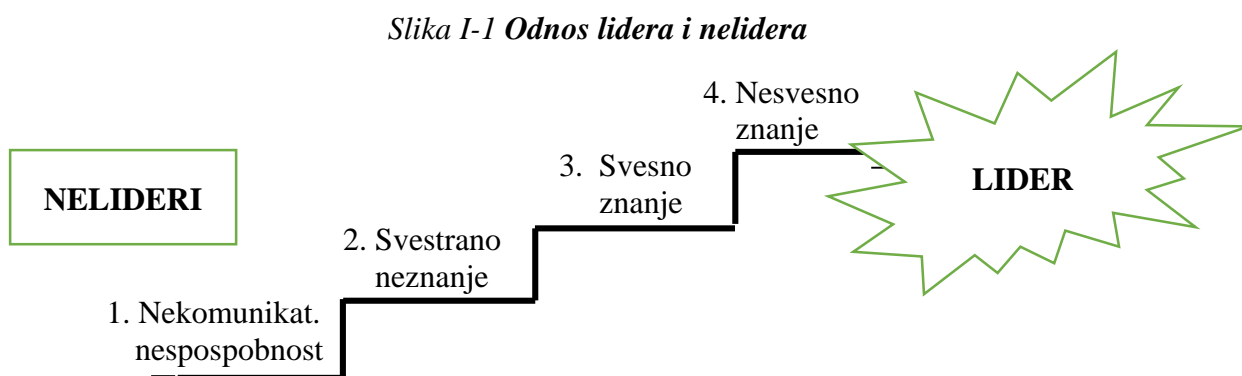 Slika I-1 Odnos lidera i nelidera
4. Nesvesno
znanje
3. Svesno
znanje
LIDER
NELIDERI
2. Svestrano
neznanje
1. Nekomunikat.
nespospobnost